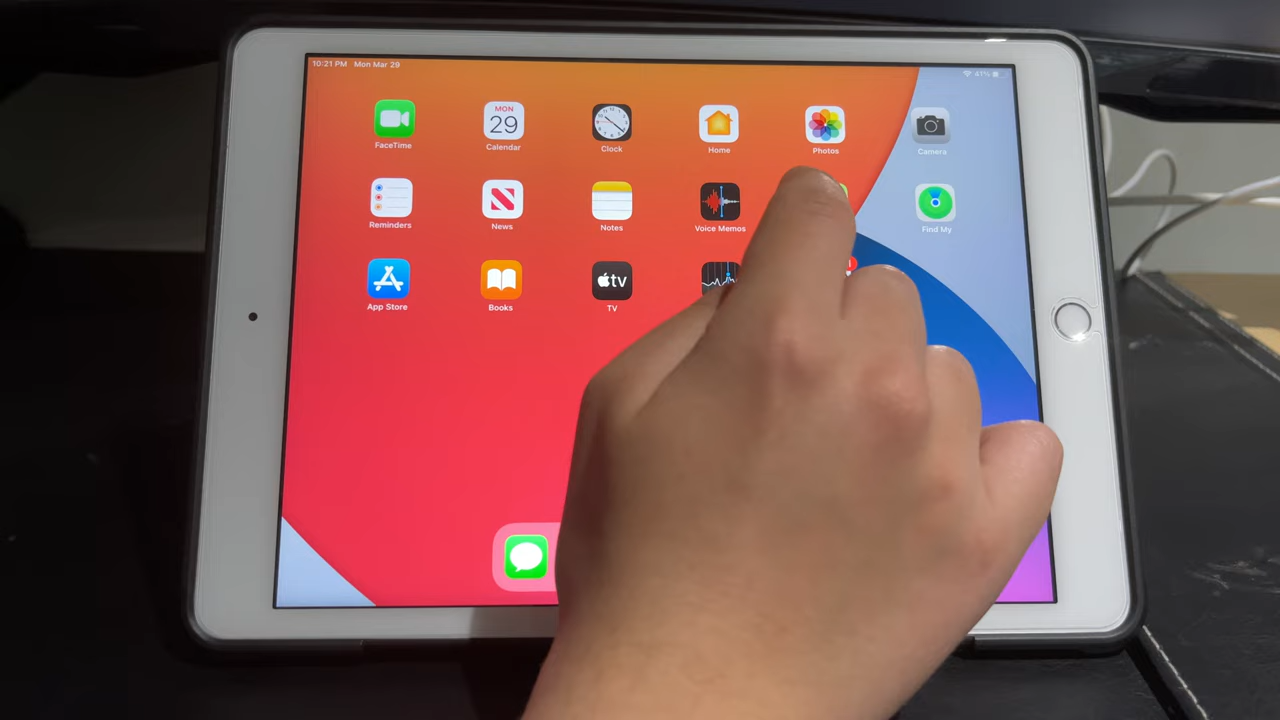 10:21 PM Mon Mar 29
41%
MON
29
FaceTime
Calendar
Clock
Home
Photos
Camera
Reminders
News
Notes
Voice Memos
Find My
tv
App Store
Books
TV